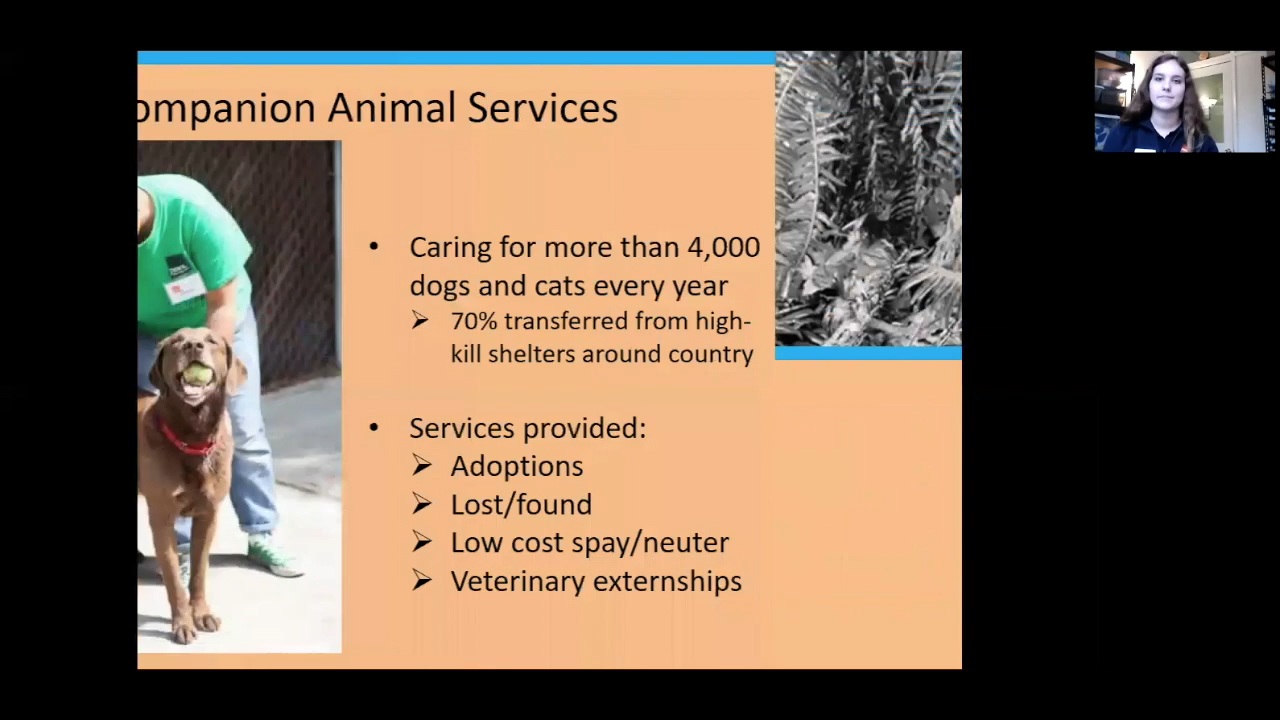 ompanion Animal Services
• Caring for more than 4,000
dogs and cats every year
➢ 70% transferred from high-
kill shelters around country
• Services provided:
➢ Adoptions
➢ Lost/found
➢ Low cost spay/neuter
➢ Veterinary externships